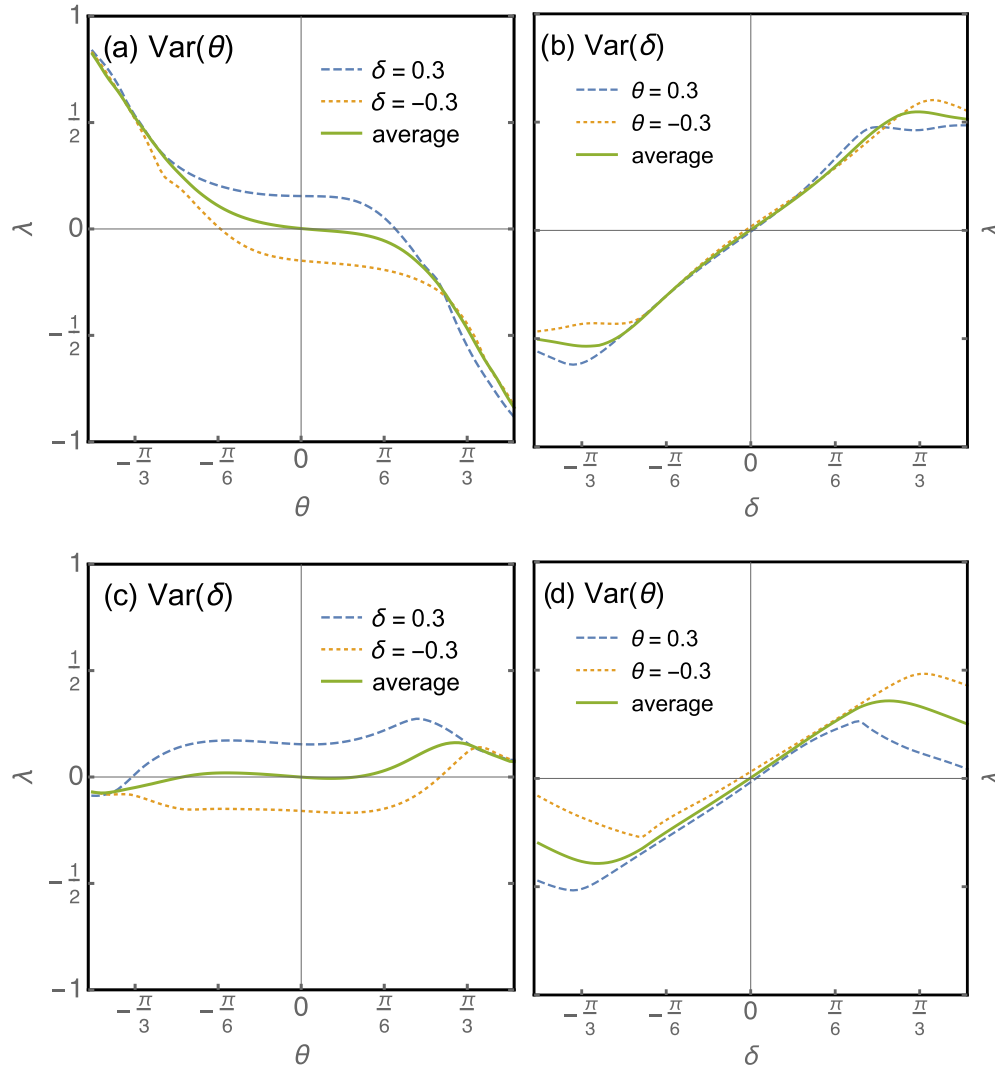 (a) Var(θ)
δ = 0.3
δ = −0.3
average
1
1/2
0
−1/2
−1
λ
−π/3
−π/6
0
π/6
π/3
θ
(b) Var(δ)
θ = 0.3
θ = −0.3
average
λ
−π/3
−π/6
0
π/6
π/3
δ
(c) Var(δ)
δ = 0.3
δ = −0.3
average
1
1/2
0
−1/2
−1
λ
−π/3
−π/6
0
π/6
π/3
θ
(d) Var(θ)
θ = 0.3
θ = −0.3
average
λ
−π/3
−π/6
0
π/6
π/3
δ